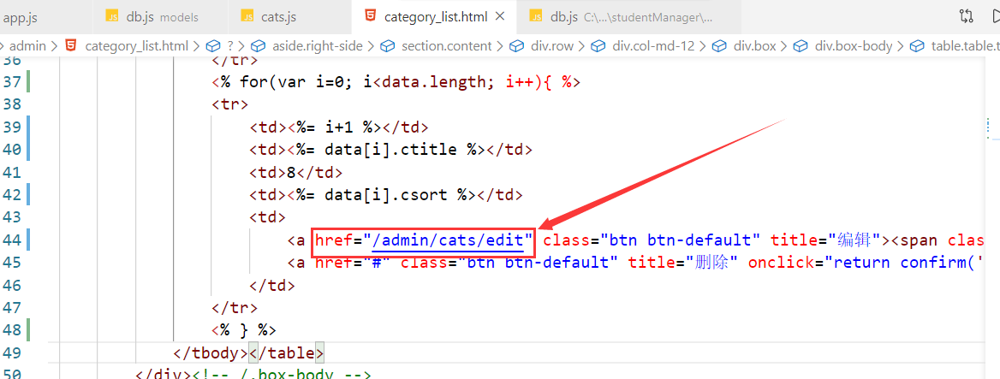 app.js db.js models cats.js category_list.html db.js C:\...\studentManager\...
admin category_list.html ? aside.right-side section.content div.row div.col-md-12 div.box div.box-body table.table.t
36 </tr>
37 <% for(var i=0; i<data.length; i++){ %>
38 <tr>
39 <td><%= i+1 %></td>
40 <td><%= data[i].ctitle %></td>
41 <td>8</td>
42 <td><%= data[i].csort %></td>
43 <td>
44 <a href="/admin/cats/edit" class="btn btn-default" title="编辑"><span clas
45 <a href="#" class="btn btn-default" title="删除" onclick="return confirm('
46 </td>
47 </tr>
48 <% } %>
49 </tbody></table>
50 </div><!-- /.box-body -->